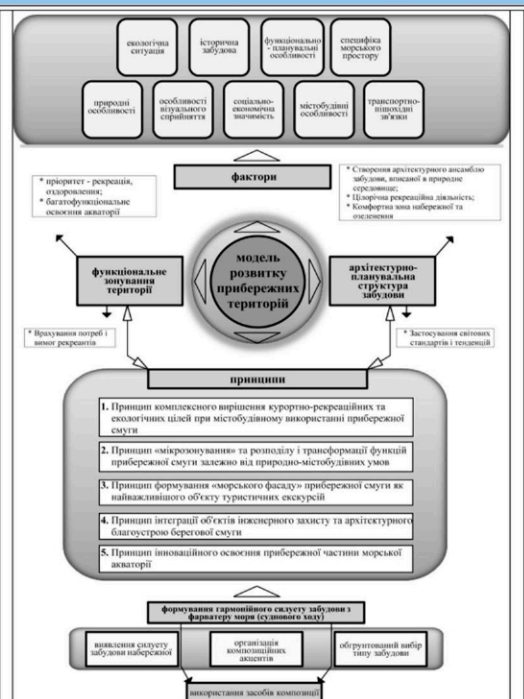 екологічна
ситуація
історична
забудова
функціонально
- планувальні
особливості
специфіка
морського
простору
природні
особливості
особливості
візуального
сприйняття
соціально-
економічна
значимість
містобудівні
особливості
транспортно-
пішохідні
зв'язки
фактори
* пріоритет - рекреація,
оздоровлення;
* багатофункціональне
освоєння акваторії
* Створення архітектурного ансамблю
забудови, вписаної в природне
середовище;
* Цілорічна рекреаційна діяльність;
* Комфортна зона набережної та
озеленення
функціональне
зонування
території
модель
розвитку
прибережних
територій
архітектурно-
планувальна
структура
забудови
* Врахування потреб і
вимог рекреантів
* Застосування світових
стандартів і тенденцій
принципи
1. Принцип комплексного вирішення курортно-рекреаційних та
екологічних цілей при містобудівному використанні прибережної
смуги
2. Принцип «мікрозонування» та розподілу і трансформації функцій
прибережної смуги залежно від природно-містобудівних умов
3. Принцип формування «морського фасаду» прибережної смуги як
найважливішого об'єкту туристичних екскурсій
4. Принцип інтеграції об'єктів інженерного захисту та архітектурного
благоустрою берегової смуги
5. Принцип інноваційного освоєння прибережної частини морської
акваторії
формування гармонійного силуету забудови з
фарватеру моря (суднового ходу)
виявлення силуету
забудови набережної
організація
композиційних
акцентів
обгрунтований вибір
типу забудови
використання засобів композиції